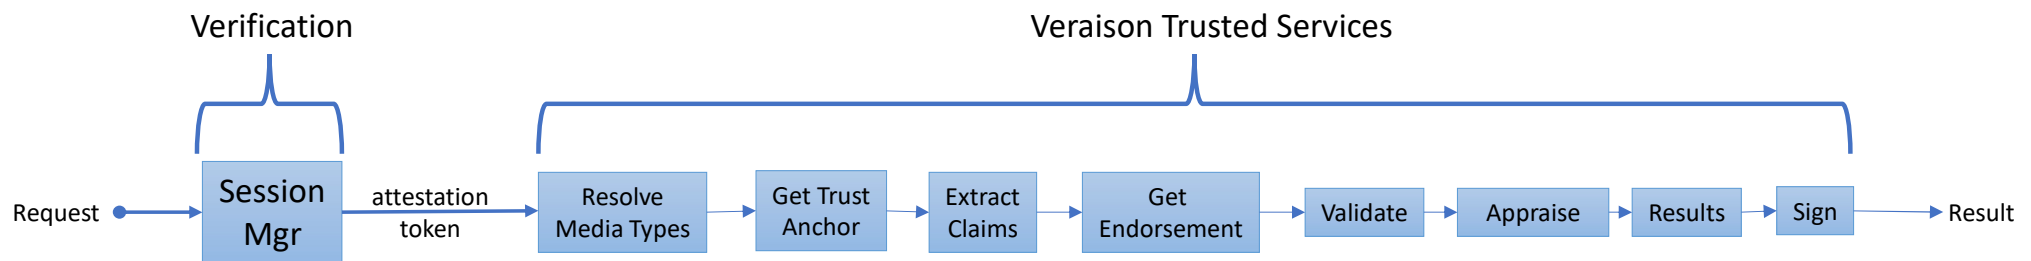 Verification
Veraison Trusted Services
Request
Session
Mgr
attestation
token
Resolve
Media Types
Get Trust
Anchor
Extract
Claims
Get
Endorsement
Validate
Appraise
Results
Sign
Result